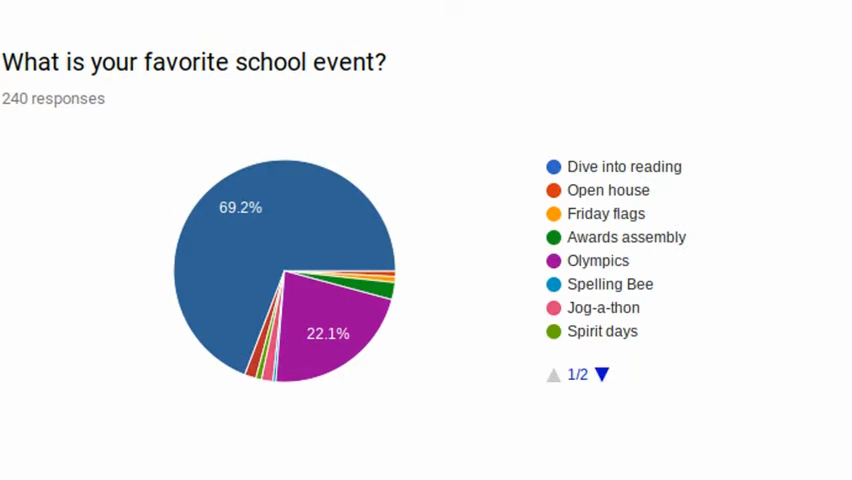 What is your favorite school event?
240 responses
69.2%
22.1%
Dive into reading
Open house
Friday flags
Awards assembly
Olympics
Spelling Bee
Jog-a-thon
Spirit days
1/2